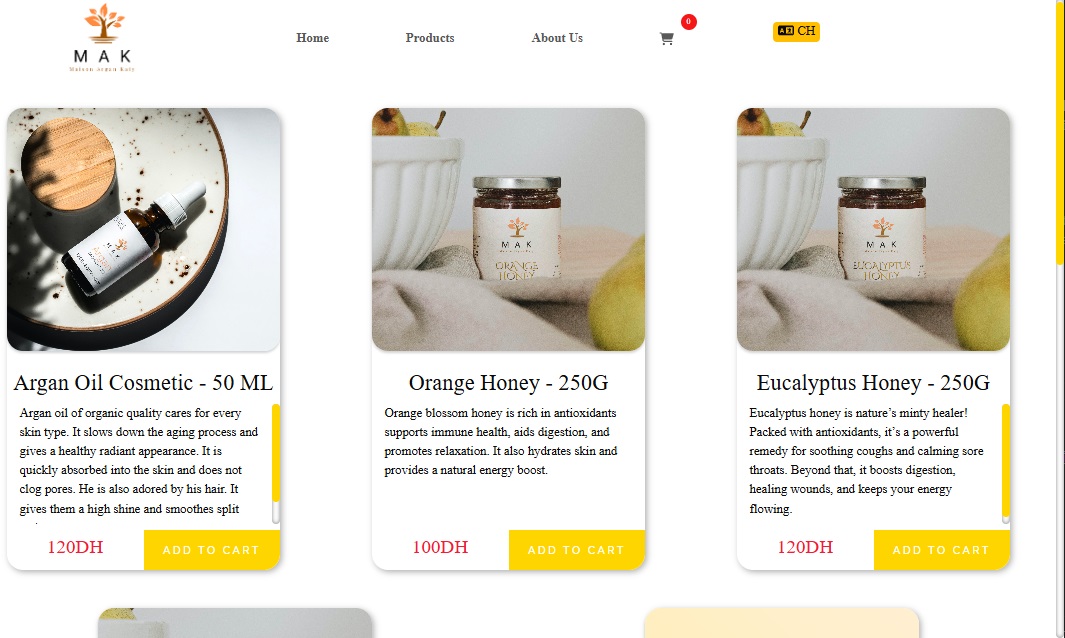 MAK
Maison Argan Kary
Home
Products
About Us
0
CH
MAK
MAK
ORANGE
HONEY
MAK
EUCALYPTUS
HONEY
Argan Oil Cosmetic - 50 ML
Argan oil of organic quality cares for every
skin type. It slows down the aging process and
gives a healthy radiant appearance. It is
quickly absorbed into the skin and does not
clog pores. He is also adored by his hair. It
gives them a high shine and smoothes split
120DH
ADD TO CART
Orange Honey - 250G
Orange blossom honey is rich in antioxidants
supports immune health, aids digestion, and
promotes relaxation. It also hydrates skin and
provides a natural energy boost.
100DH
ADD TO CART
Eucalyptus Honey - 250G
Eucalyptus honey is nature’s minty healer!
Packed with antioxidants, it’s a powerful
remedy for soothing coughs and calming sore
throats. Beyond that, it boosts digestion,
healing wounds, and keeps your energy
flowing.
120DH
ADD TO CART